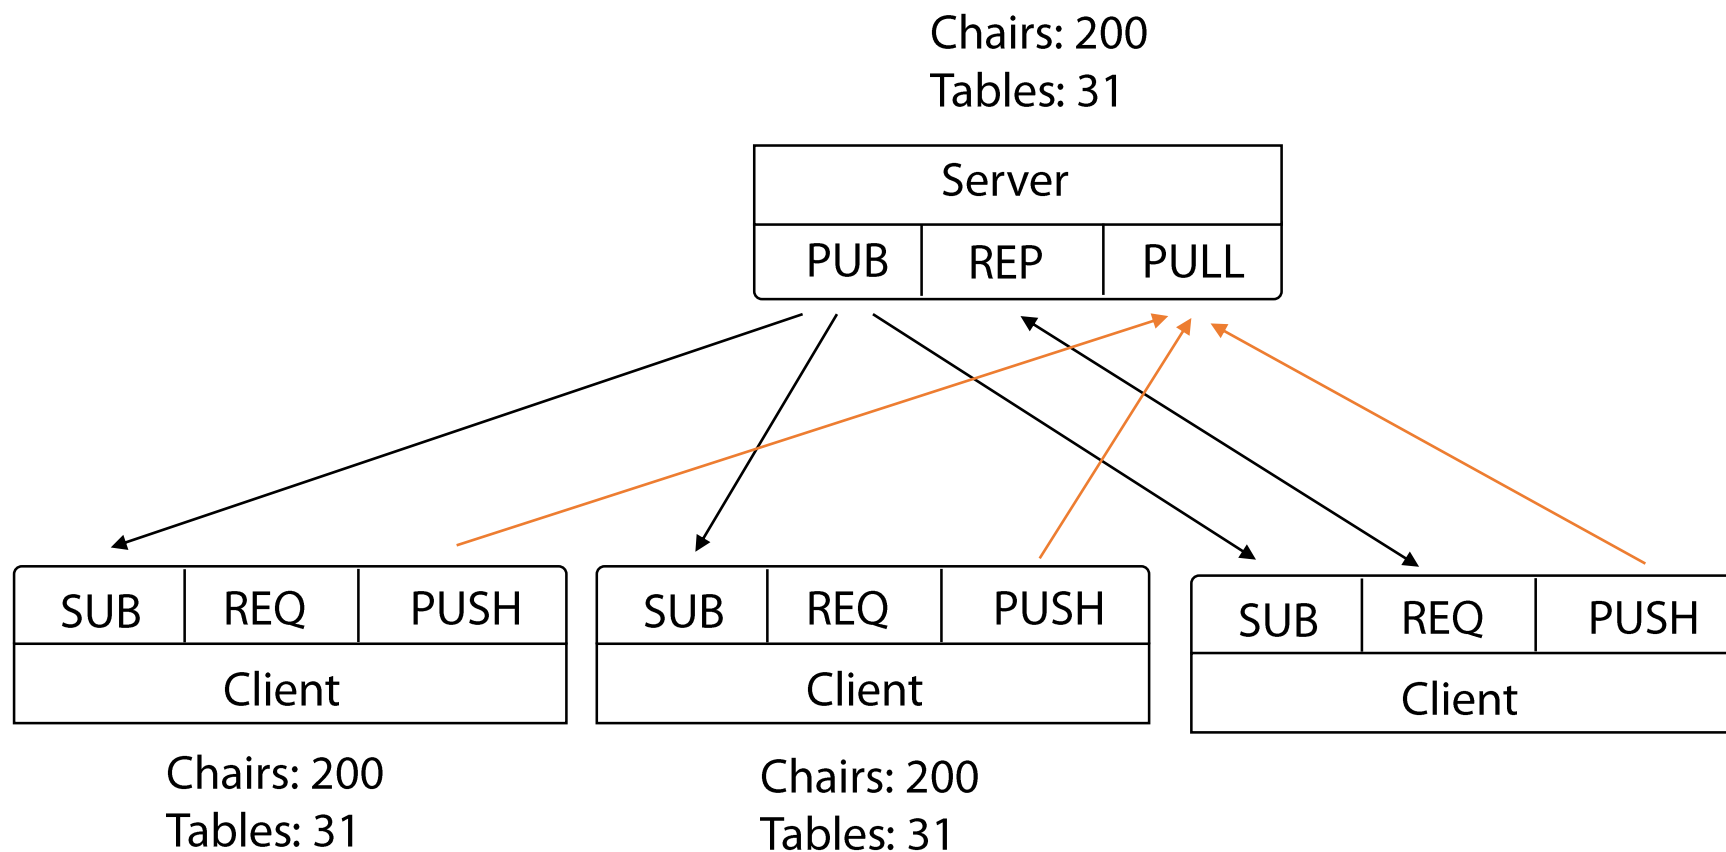 Chairs: 200
Tables: 31
Server
PUB REP PULL
SUB REQ PUSH
Client
Chairs: 200
Tables: 31
SUB REQ PUSH
Client
Chairs: 200
Tables: 31
SUB REQ PUSH
Client